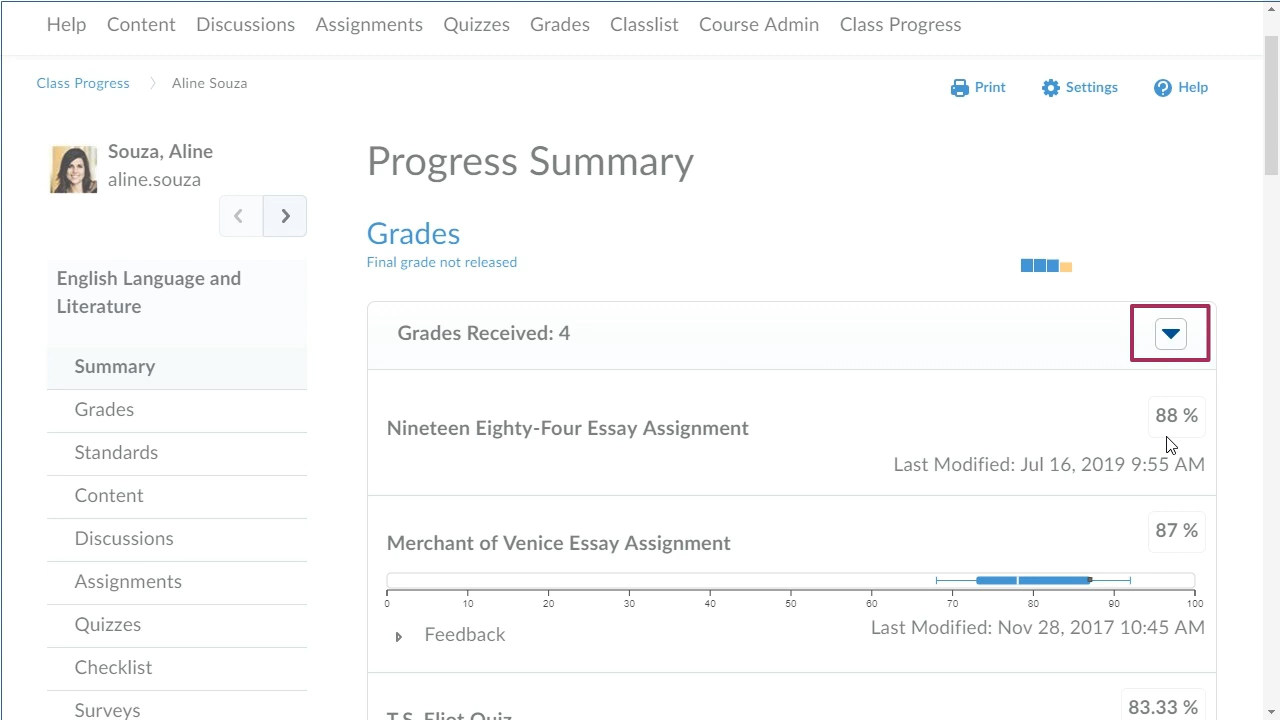 Help Content Discussions Assignments Quizzes Grades Classlist Course Admin Class Progress
Class Progress Aline Souza
Print Settings Help
Souza, Aline
aline.souza
Progress Summary
Grades
Final grade not released
English Language and
Literature
Summary
Grades
Standards
Content
Discussions
Assignments
Quizzes
Checklist
Surveys
Grades Received: 4
Nineteen Eighty-Four Essay Assignment
88 %
Last Modified: Jul 16, 2019 9:55 AM
Merchant of Venice Essay Assignment
87 %
0 10 20 30 40 50 60 70 80 90 100
Feedback
Last Modified: Nov 28, 2017 10:45 AM
T.S. Eliot Quiz
83.33 %